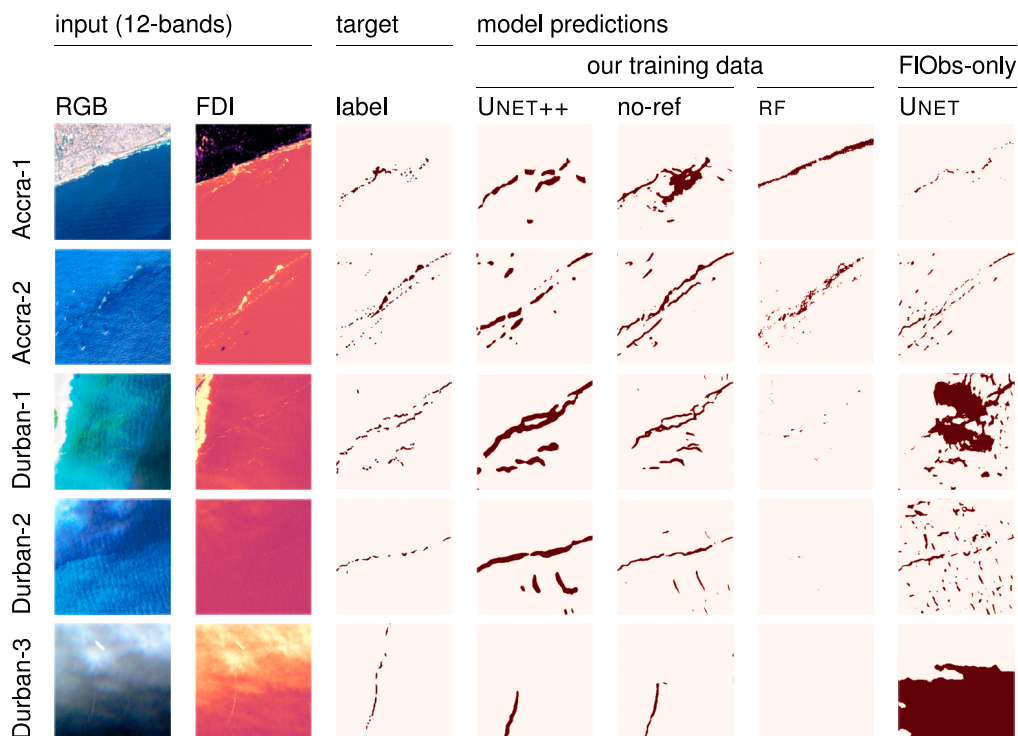 input (12-bands) target model predictions
our training data FlObs-only
RGB FDI label UNET++ no-ref RF UNET
Accra-1
Accra-2
Durban-1
Durban-2
Durban-3